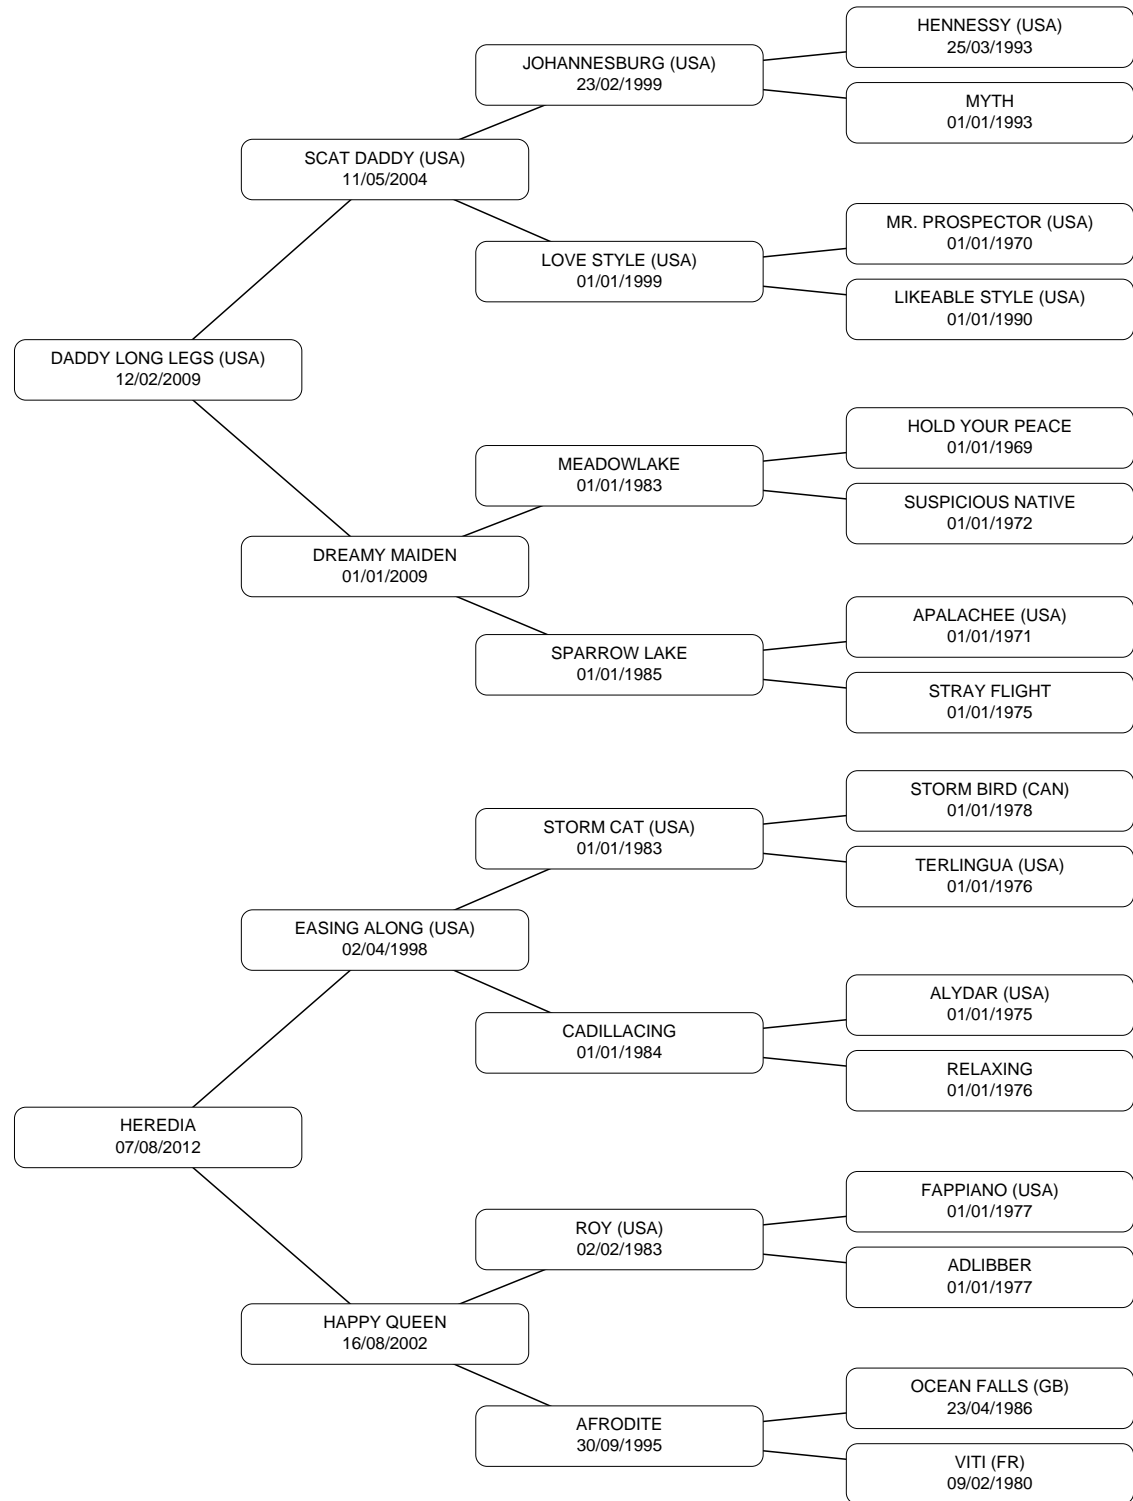 HENNESSY (USA)
25/03/1993
JOHANNESBURG (USA)
23/02/1999
MYTH
01/01/1993
SCAT DADDY (USA)
11/05/2004
MR. PROSPECTOR (USA)
01/01/1970
LOVE STYLE (USA)
01/01/1999
LIKEABLE STYLE (USA)
01/01/1990
DADDY LONG LEGS (USA)
12/02/2009
HOLD YOUR PEACE
01/01/1969
MEADOWLAKE
01/01/1983
SUSPICIOUS NATIVE
01/01/1972
DREAMY MAIDEN
01/01/2009
APALACHEE (USA)
01/01/1971
SPARROW LAKE
01/01/1985
STRAY FLIGHT
01/01/1975
STORM BIRD (CAN)
01/01/1978
STORM CAT (USA)
01/01/1983
TERLINGUA (USA)
01/01/1976
EASING ALONG (USA)
02/04/1998
ALYDAR (USA)
01/01/1975
CADILLACING
01/01/1984
RELAXING
01/01/1976
HEREDIA
07/08/2012
FAPPIANO (USA)
01/01/1977
ROY (USA)
02/02/1983
ADLIBBER
01/01/1977
HAPPY QUEEN
16/08/2002
OCEAN FALLS (GB)
23/04/1986
AFRODITE
30/09/1995
VITI (FR)
09/02/1980